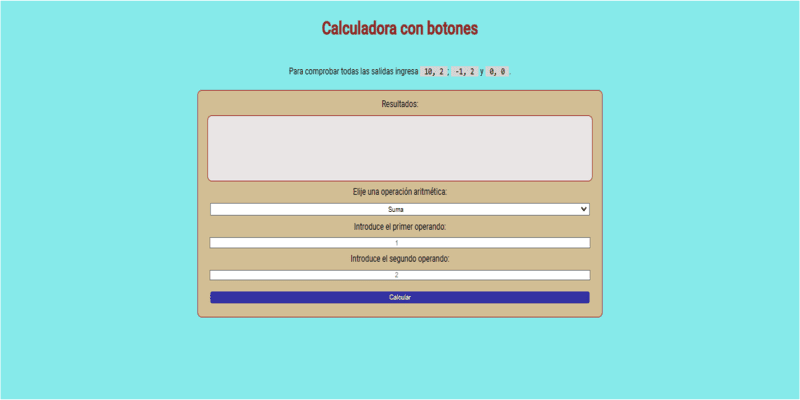 Calculadora con botones
Para comprobar todas las salidas ingresa 10, 2; -1, 2 y 0, 0.
Resultados:
Elije una operación aritmética:
Suma
Introduce el primer operando:
1
Introduce el segundo operando:
2
Calcular